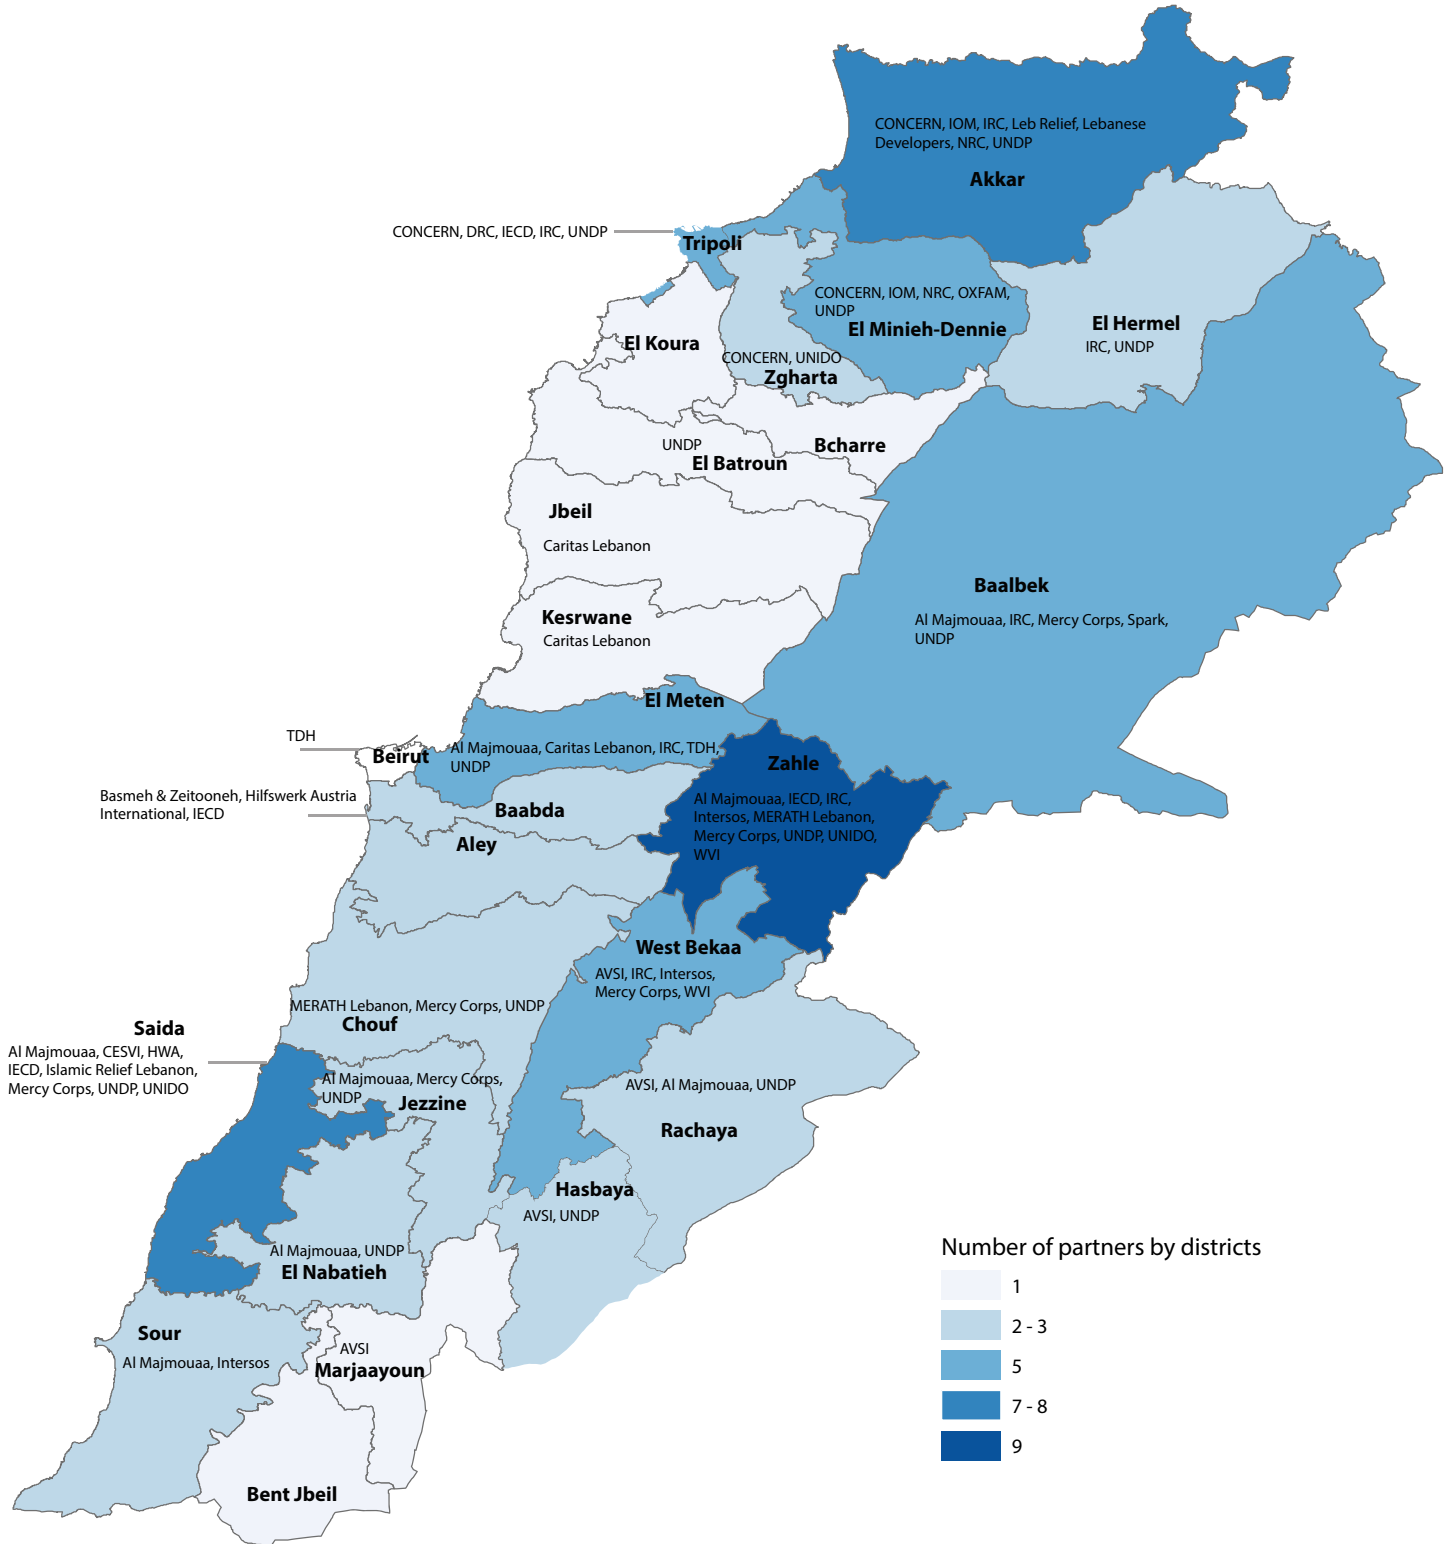 CONCERN, IOM, IRC, Leb Relief, Lebanese
Developers, NRC, UNDP
Akkar
CONCERN, DRC, IECD, IRC, UNDP
Tripoli
CONCERN, IOM, NRC, OXFAM,
UNDP
El Minieh-Dennie
El Hermel
IRC, UNDP
El Koura
CONCERN, UNIDO
Zgharta
UNDP
El Batroun
Bcharre
Jbeil
Caritas Lebanon
Kesrwane
Caritas Lebanon
Baalbek
Al Majmouaa, IRC, Mercy Corps, Spark,
UNDP
El Meten
Al Majmouaa, Caritas Lebanon, IRC, TDH,
UNDP
TDH
Beirut
Zahle
Al Majmouaa, IECD, IRC,
Intersos, MERATH Lebanon,
Mercy Corps, UNDP, UNIDO,
WVI
Basmeh & Zeitooneh, Hilfswerk Austria
International, IECD
Baabda
Aley
West Bekaa
AVSI, IRC, Intersos,
Mercy Corps, WVI
MERATH Lebanon, Mercy Corps, UNDP
Chouf
Saida
Al Majmouaa, CESVI, HWA,
IECD, Islamic Relief Lebanon,
Mercy Corps, UNDP, UNIDO
Al Majmouaa, Mercy Corps,
UNDP
Jezzine
AVSI, Al Majmouaa, UNDP
Rachaya
Hasbaya
AVSI, UNDP
Al Majmouaa, UNDP
El Nabatieh
Sour
Al Majmouaa, Intersos
AVSI
Marjaayoun
Bent Jbeil
Number of partners by districts
1
2 - 3
5
7 - 8
9